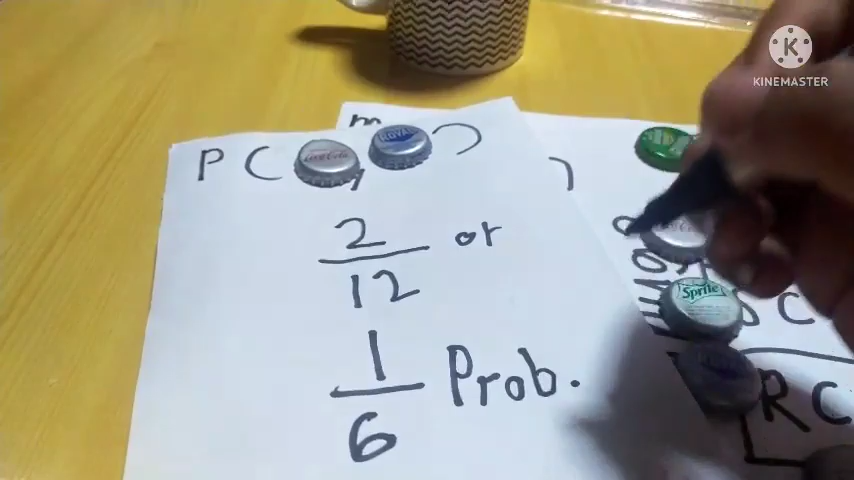 KINEMASTER
m
P ( Coca-Cola , ROYAL )
2/12 or
1/6 Prob.
Sprite
C
R C